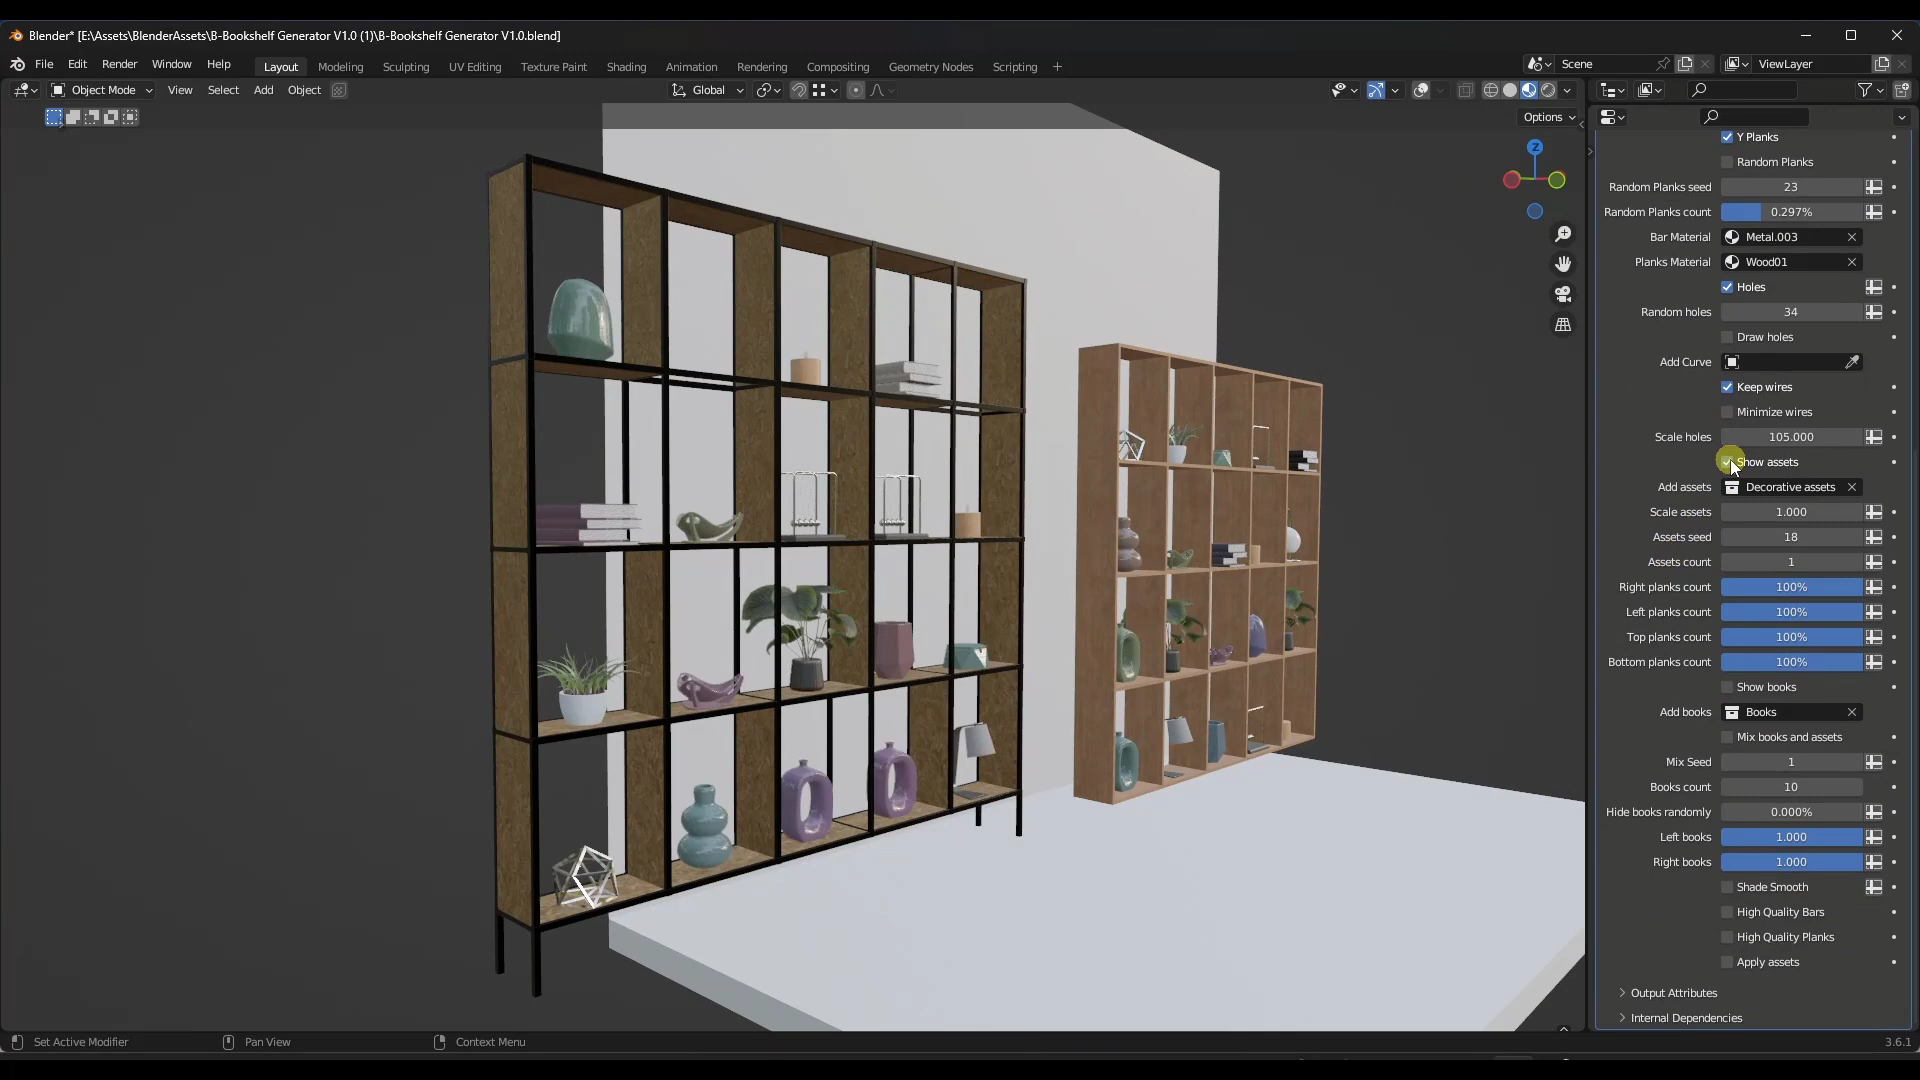 Blender* [E:\Assets\BlenderAssets\B-Bookshelf Generator V1.0 (1)\B-Bookshelf Generator V1.0.blend]
File Edit Render Window Help Layout Modeling Sculpting UV Editing Texture Paint Shading Animation Rendering Compositing Geometry Nodes Scripting + Scene ViewLayer
Object Mode View Select Add Object Global
Options
Z
Y Planks
Random Planks
Random Planks seed 23
Random Planks count 0.297%
Bar Material Metal.003
Planks Material Wood01
Holes
Random holes 34
Draw holes
Add Curve
Keep wires
Minimize wires
Scale holes 105.000
Show assets
Add assets Decorative assets
Scale assets 1.000
Assets seed 18
Assets count 1
Right planks count 100%
Left planks count 100%
Top planks count 100%
Bottom planks count 100%
Show books
Add books Books
Mix books and assets
Mix Seed 1
Books count 10
Hide books randomly 0.000%
Left books 1.000
Right books 1.000
Shade Smooth
High Quality Bars
High Quality Planks
Apply assets
Output Attributes
Internal Dependencies
Set Active Modifier Pan View Context Menu 3.6.1